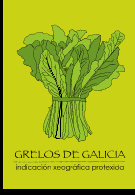 GRELOS DE GALICIA
indicación xeográfica protexida